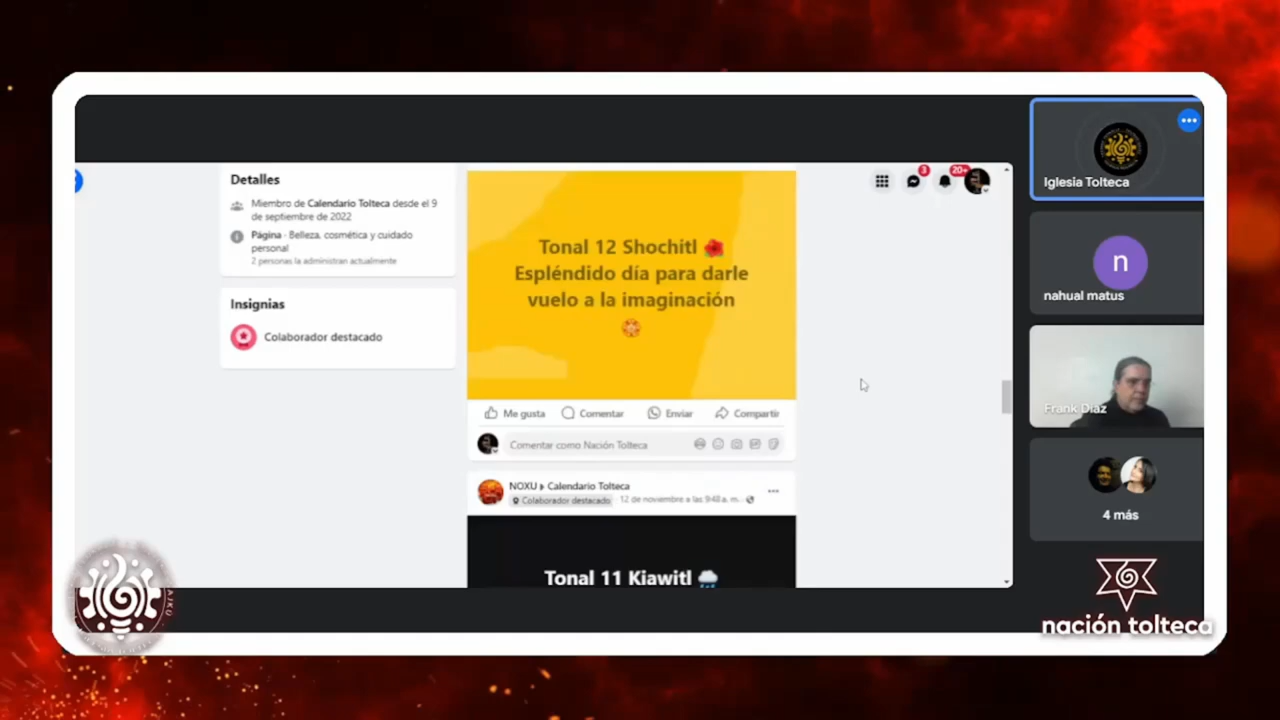 Detalles
Miembro de Calendario Tolteca desde el 9
de septiembre de 2022
Página · Belleza, cosmética y cuidado
personal
2 personas la administran actualmente
Insignias
Colaborador destacado
Tonal 12 Shochitl
Espléndido día para darle
vuelo a la imaginación
Me gusta
Comentar
Enviar
Compartir
Comentar como Nación Tolteca
NOXU ▸ Calendario Tolteca
Colaborador destacado · 12 de noviembre a las 9:48 a. m. ·
Tonal 11 Kiawitl
3
20+
Iglesia Tolteca
n
nahual matus
Frank Díaz
4 más
nación tolteca